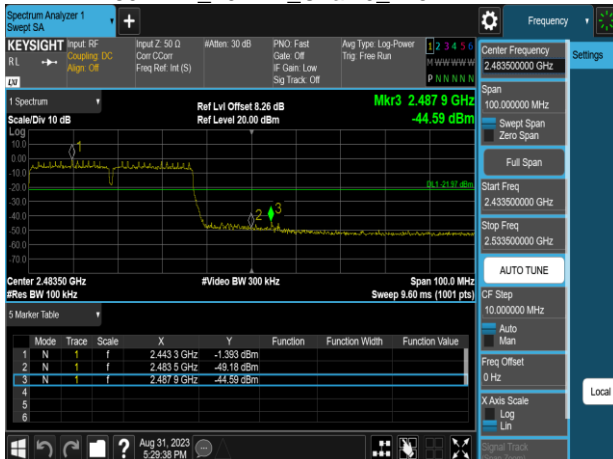 Spectrum Analyzer 1
Swept SA
Frequency
KEYSIGHT
RL
LXI
Input: RF
Coupling: DC
Align: Off
Input Z: 50 Ω
Corr CCorr
Freq Ref: Int (S)
#Atten: 30 dB
PNO: Fast
Gate: Off
IF Gain: Low
Sig Track: Off
Avg Type: Log-Power
Trig: Free Run
1 2 3 4 5 6
M W W W W W
P N N N N N
Center Frequency
2.483500000 GHz
Settings
1 Spectrum
Scale/Div 10 dB
Ref Lvl Offset 8.26 dB
Ref Level 20.00 dBm
Mkr3 2.487 9 GHz
-44.59 dBm
Log
10.0
0.00
-10.0
-20.0
-30.0
-40.0
-50.0
-60.0
-70.0
1
2
3
DL1 -21.37 dBm
Span
100.000000 MHz
Swept Span
Zero Span
Full Span
Start Freq
2.433500000 GHz
Stop Freq
2.533500000 GHz
AUTO TUNE
CF Step
10.000000 MHz
Auto
Man
Freq Offset
0 Hz
X Axis Scale
Log
Lin
Signal Track
Local
Center 2.48350 GHz
#Res BW 100 kHz
#Video BW 300 kHz
Span 100.0 MHz
Sweep 9.60 ms (1001 pts)
5 Marker Table
Mode Trace Scale X Y Function Function Width Function Value
1 N 1 f 2.443 3 GHz -1.393 dBm
2 N 1 f 2.483 5 GHz -49.18 dBm
3 N 1 f 2.487 9 GHz -44.59 dBm
4
5
6
?
Aug 31, 2023
5:29:38 PM